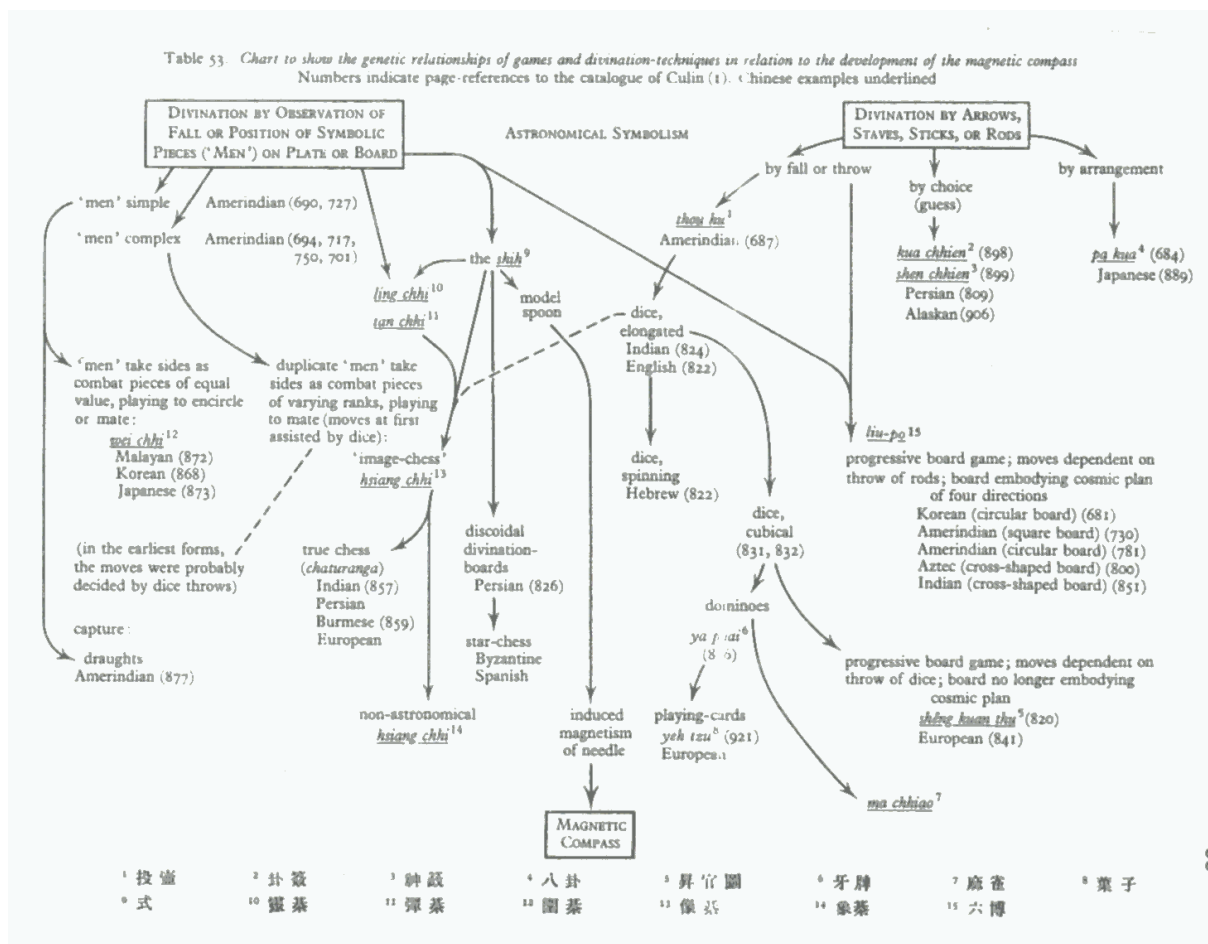 Table 53. Chart to show the genetic relationships of games and divination-techniques in relation to the development of the magnetic compass
Numbers indicate page-references to the catalogue of Culin (1). Chinese examples underlined
DIVINATION BY OBSERVATION OF
FALL OR POSITION OF SYMBOLIC
PIECES ('MEN') ON PLATE OR BOARD
ASTRONOMICAL SYMBOLISM
DIVINATION BY ARROWS,
STAVES, STICKS, OR RODS
by fall or throw
by choice
(guess)
by arrangement
'men' simple
Amerindian (690, 727)
'men' complex
Amerindian (694, 717,
750, 701)
thou hu¹
Amerindian (687)
kua chhien² (898)
shen chhien³ (899)
Persian (809)
Alaskan (906)
pa kua⁴ (684)
Japanese (889)
the shih⁹
ling chhi¹⁰
tan chhi¹¹
model
spoon
dice,
elongated
Indian (824)
English (822)
'men' take sides as
combat pieces of equal
value, playing to encircle
or mate:
wei chhi¹²
Malayan (872)
Korean (868)
Japanese (873)
duplicate 'men' take
sides as combat pieces
of varying ranks, playing
to mate (moves at first
assisted by dice):
'image-chess'
hsiang chhi¹³
dice,
spinning
Hebrew (822)
liu-po¹⁵
progressive board game; moves dependent on
throw of rods; board embodying cosmic plan
of four directions
Korean (circular board) (681)
Amerindian (square board) (730)
Amerindian (circular board) (781)
Aztec (cross-shaped board) (800)
Indian (cross-shaped board) (851)
dice,
cubical
(831, 832)
(in the earliest forms,
the moves were probably
decided by dice throws)
true chess
(chaturanga)
Indian (857)
Persian
Burmese (859)
European
discoidal
divination-
boards
Persian (826)
star-chess
Byzantine
Spanish
dominoes
ya
capture:
draughts
Amerindian (877)
progressive board game; moves dependent on
throw of dice; board no longer embodying
cosmic plan
shêng kuan thu⁵ (820)
European (841)
non-astronomical
hsiang chhi¹⁴
induced
magnetism
of needle
playing-cards
yeh tzu⁸ (921)
European
ma chhiao⁷
MAGNETIC
COMPASS
¹ 投壺 ² 卦籤 ³ 神籤 ⁴ 八卦 ⁵ 昇官圖 ⁶ 牙牌 ⁷ 麻雀 ⁸ 葉子
⁹ 式 ¹⁰ 靈棊 ¹¹ 彈棊 ¹² 圍棊 ¹³ 像棊 ¹⁴ 象棊 ¹⁵ 六博